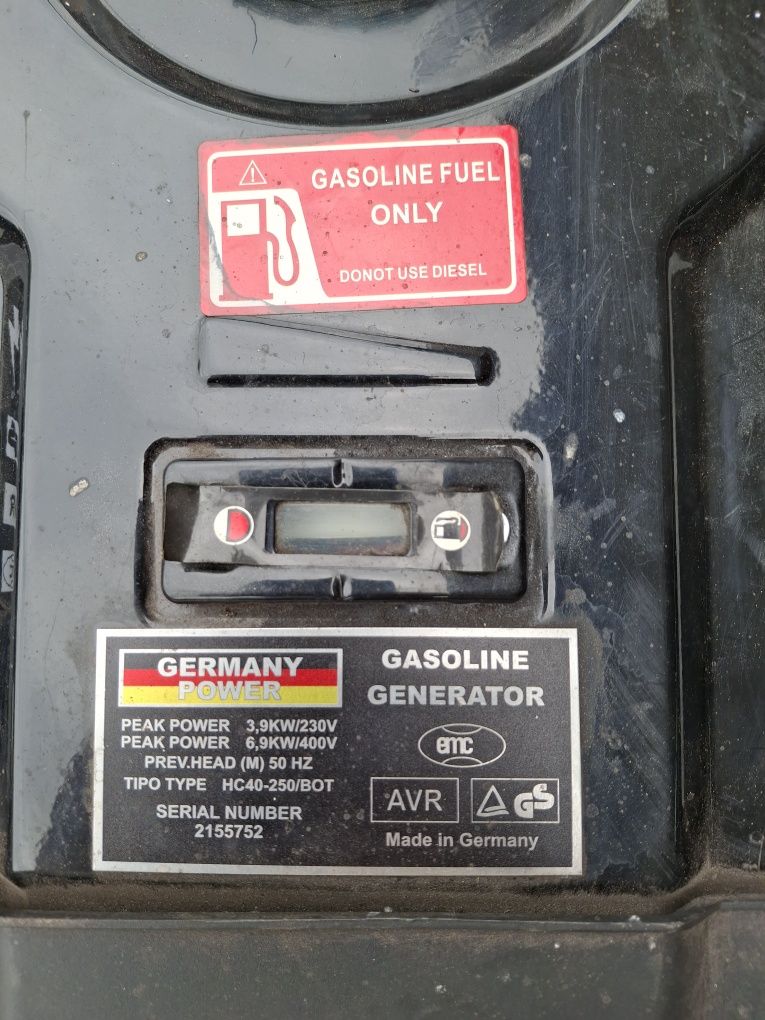 GASOLINE FUEL
ONLY
DONOT USE DIESEL
GERMANY
POWER
PEAK POWER 3,9KW/230V
PEAK POWER 6,9KW/400V
PREV.HEAD (M) 50 HZ
TIPO TYPE HC40-250/BOT
SERIAL NUMBER
2155752
GASOLINE
GENERATOR
emc
AVR
GS
Made in Germany